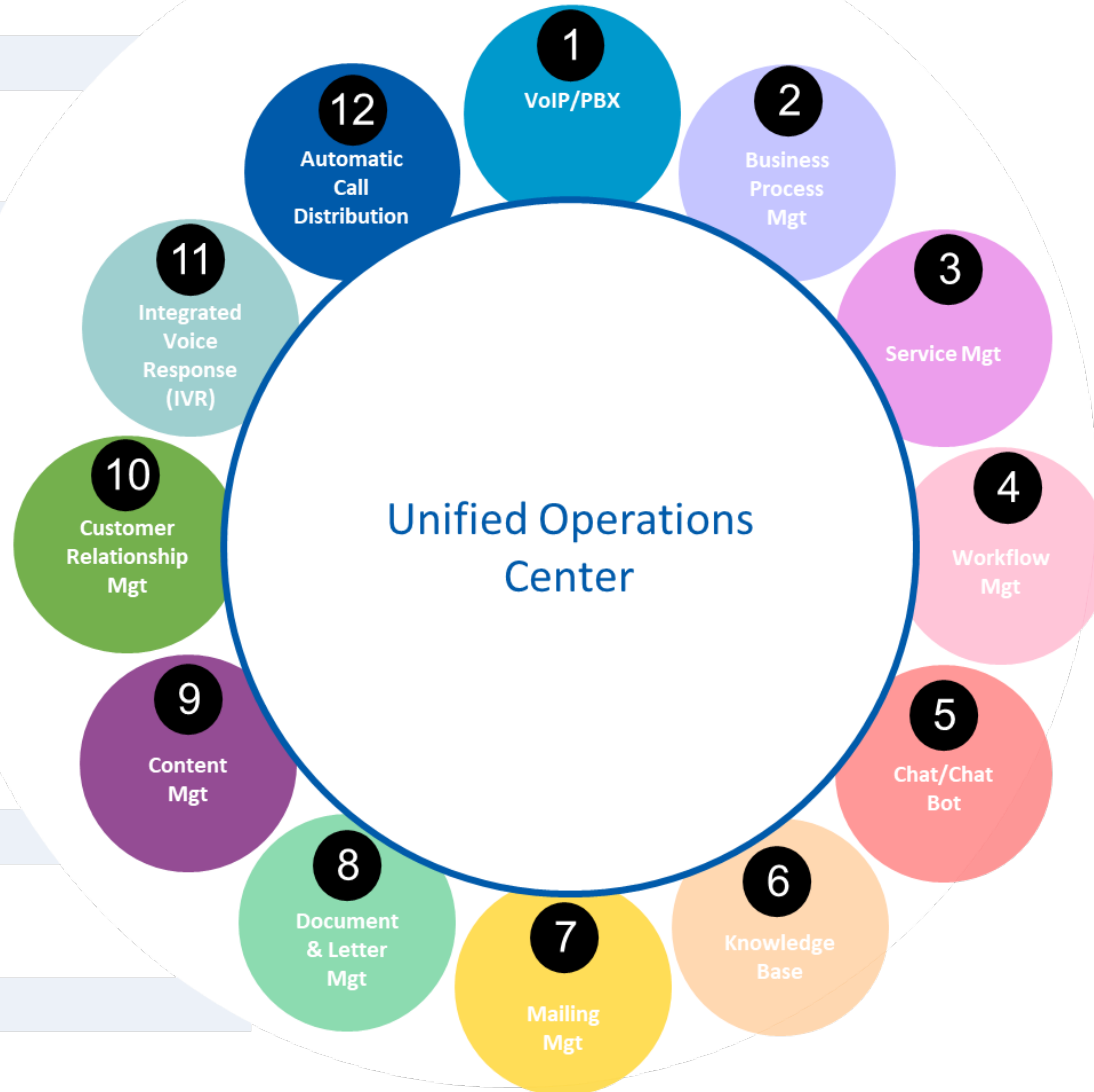 1
VoIP/PBX
2
Business
Process
Mgt
3
Service Mgt
4
Workflow
Mgt
5
Chat/Chat
Bot
6
Knowledge
Base
7
Mailing
Mgt
8
Document
& Letter
Mgt
9
Content
Mgt
10
Customer
Relationship
Mgt
11
Integrated
Voice
Response
(IVR)
12
Automatic
Call
Distribution
Unified Operations
Center